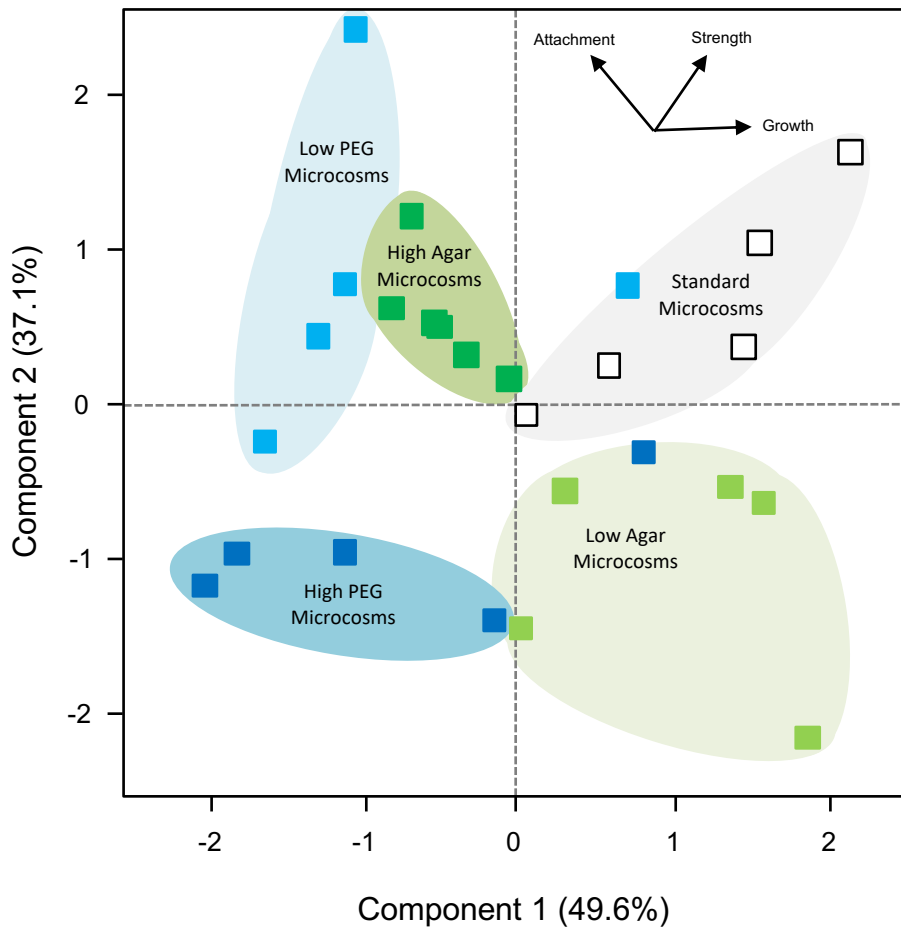 Attachment
Strength
Growth
Low PEG
Microcosms
High Agar
Microcosms
Standard
Microcosms
Low Agar
Microcosms
High PEG
Microcosms
2
1
0
-1
-2
Component 2 (37.1%)
-2
-1
0
1
2
Component 1 (49.6%)